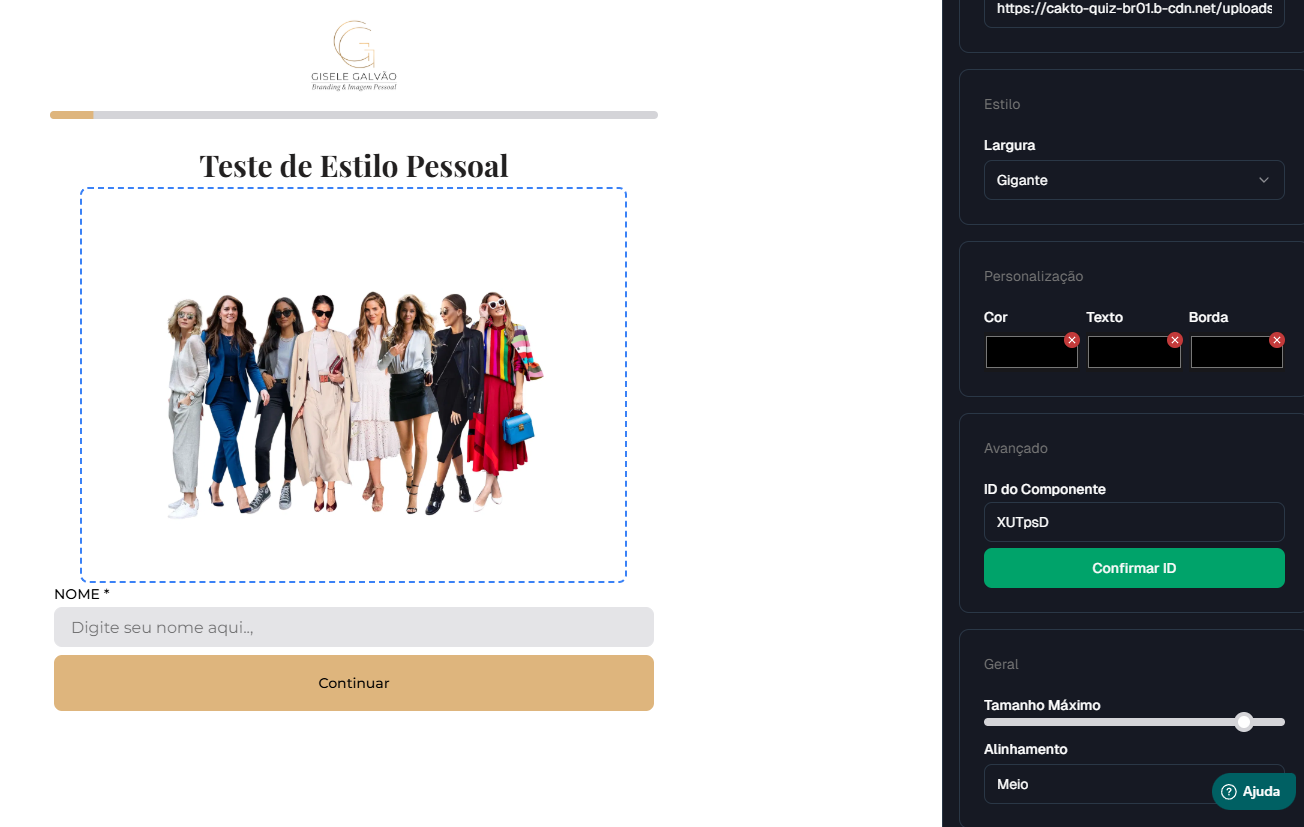 GISELE GALVÃO
Branding & Imagem Pessoal
Teste de Estilo Pessoal
NOME *
Digite seu nome aqui..,
Continuar
https://cakto-quiz-br01.b-cdn.net/uploads
Estilo
Largura
Gigante
Personalização
Cor
Texto
Borda
Avançado
ID do Componente
XUTpsD
Confirmar ID
Geral
Tamanho Máximo
Alinhamento
Meio
Ajuda